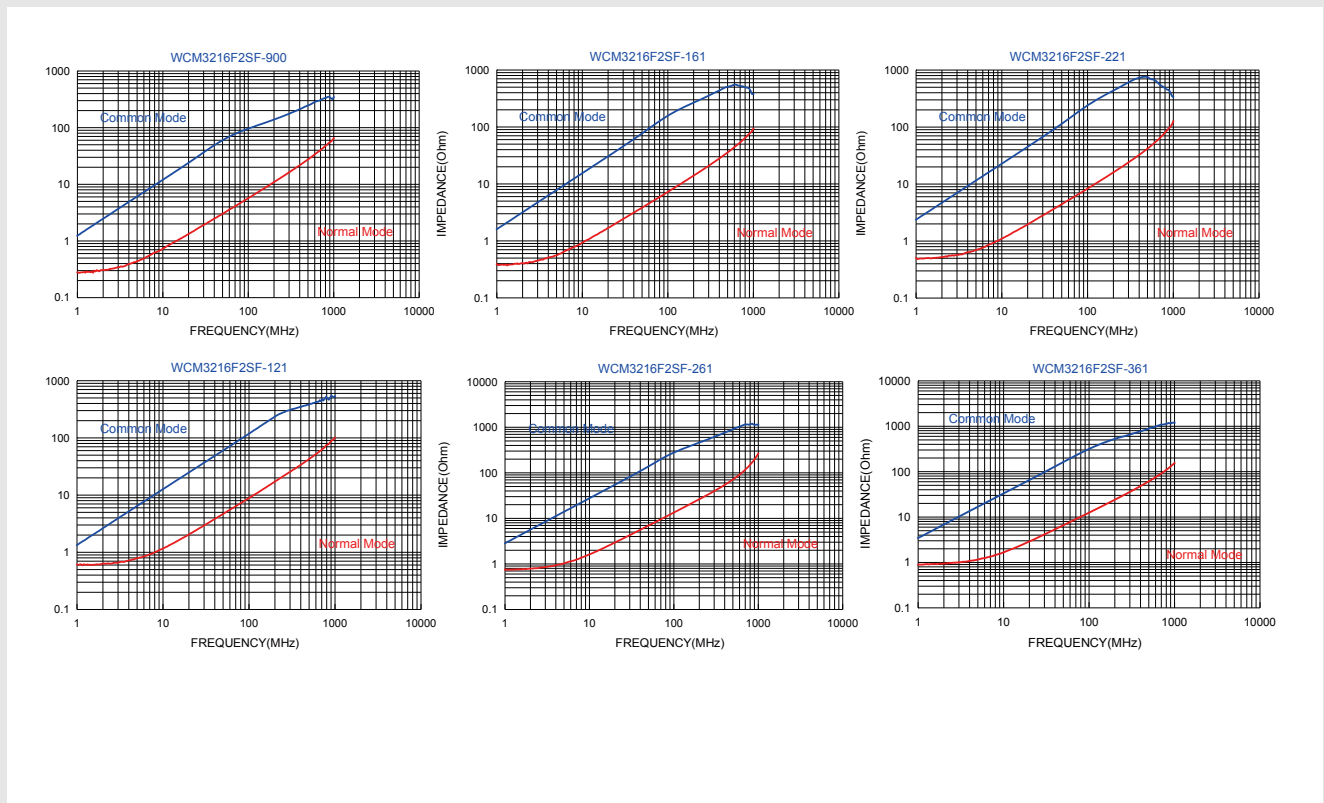 WCM3216F2SF-900
1000
100
10
1
0.1
Common Mode
Normal Mode
1 10 100 1000 10000
FREQUENCY(MHz)
WCM3216F2SF-161
IMPEDANCE(Ohm)
1000
100
10
1
0.1
Common Mode
Normal Mode
1 10 100 1000 10000
FREQUENCY(MHz)
WCM3216F2SF-221
IMPEDANCE(Ohm)
1000
100
10
1
0.1
Common Mode
Normal Mode
1 10 100 1000 10000
FREQUENCY(MHz)
WCM3216F2SF-121
1000
100
10
1
0.1
Common Mode
Normal Mode
1 10 100 1000 10000
FREQUENCY(MHz)
WCM3216F2SF-261
IMPEDANCE(Ohm)
10000
1000
100
10
1
0.1
Common Mode
Normal Mode
1 10 100 1000 10000
FREQUENCY(MHz)
WCM3216F2SF-361
IMPEDANCE(Ohm)
10000
1000
100
10
1
0.1
Common Mode
Normal Mode
1 10 100 1000 10000
FREQUENCY(MHz)